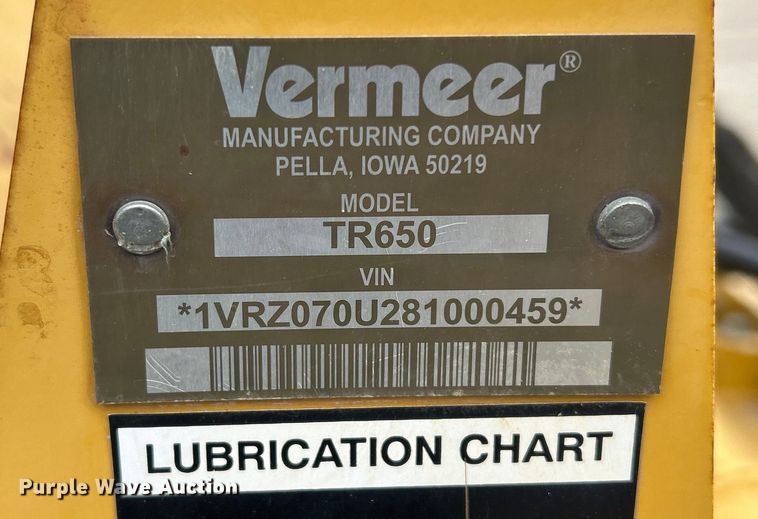 Vermeer®
MANUFACTURING COMPANY
PELLA, IOWA 50219
MODEL
TR650
VIN
*1VRZ070U281000459*
LUBRICATION CHART
Purple Wave Auction